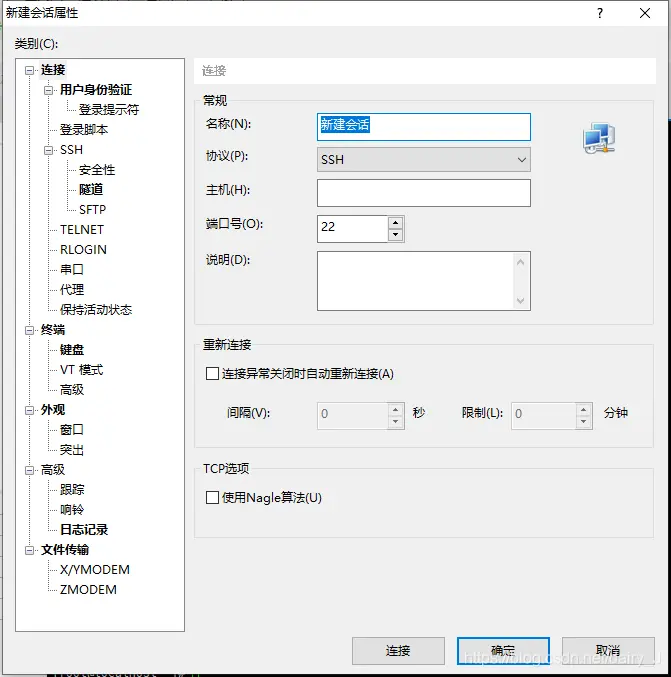 新建会话属性
类别(C):
连接
用户身份验证
登录提示符
登录脚本
SSH
安全性
隧道
SFTP
TELNET
RLOGIN
串口
代理
保持活动状态
终端
键盘
VT 模式
高级
外观
窗口
突出
高级
跟踪
响铃
日志记录
文件传输
X/YMODEM
ZMODEM
连接
常规
名称(N):
新建会话
协议(P):
SSH
主机(H):
端口号(O):
22
说明(D):
重新连接
连接异常关闭时自动重新连接(A)
间隔(V):
0
秒
限制(L):
0
分钟
TCP选项
使用Nagle算法(U)
连接
确定
取消